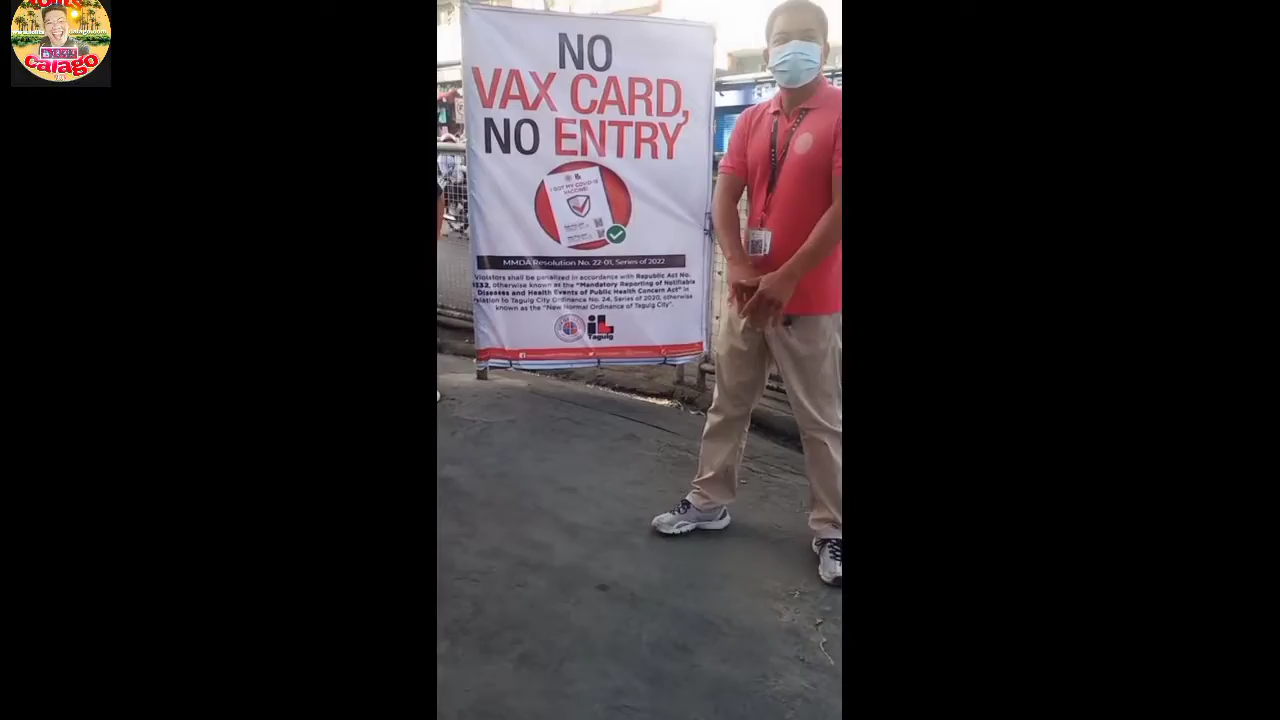 calago
NO
VAX CARD,
NO ENTRY
I GOT MY COVID-19
VACCINE!
MMDA Resolution No. 22-01, Series of 2022
Violators shall be penalized in accordance with Republic Act No.
1332, otherwise known as the "Mandatory Reporting of Notifiable
Diseases and Health Events of Public Health Concern Act" in
relation to Taguig City Ordinance No. 24, Series of 2020, otherwise
known as the "New Normal Ordinance of Taguig City".
Taguig